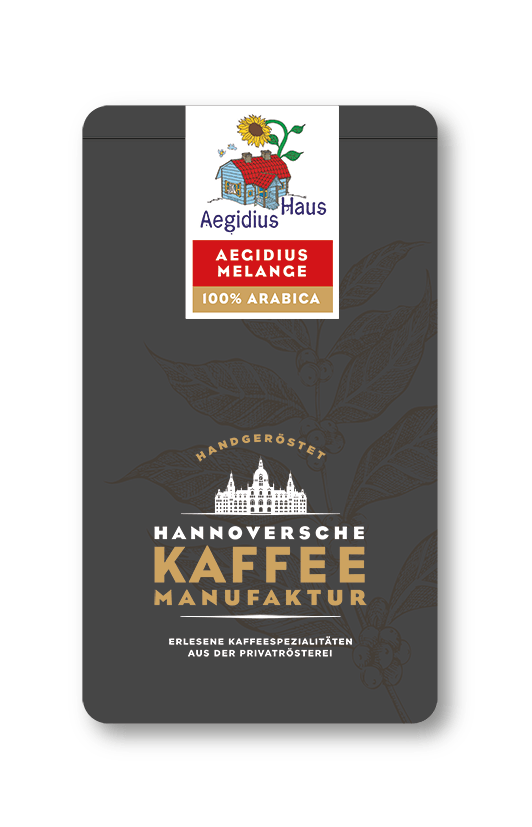 Aegidius Haus
AEGIDIUS
MELANGE
100% ARABICA
HANDGERÖSTET
HANNOVERSCHE
KAFFEE
MANUFAKTUR
ERLESENE KAFFEESPEZIALITÄTEN
AUS DER PRIVATRÖSTEREI